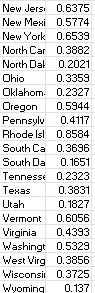 New Jerse 0.6375
New Mexi 0.5774
New York 0.6539
North Car 0.3882
North Dak 0.2021
Ohio 0.3359
Oklahom 0.2327
Oregon 0.5944
Pennsylv 0.4117
Rhode Isl 0.8584
South Ca 0.3696
South Da 0.1651
Tennesse 0.2323
Texas 0.3831
Utah 0.1827
Vermont 0.6056
Virginia 0.4393
Washingt 0.5329
West Virg 0.3856
Wisconsin 0.3725
Wyoming 0.137